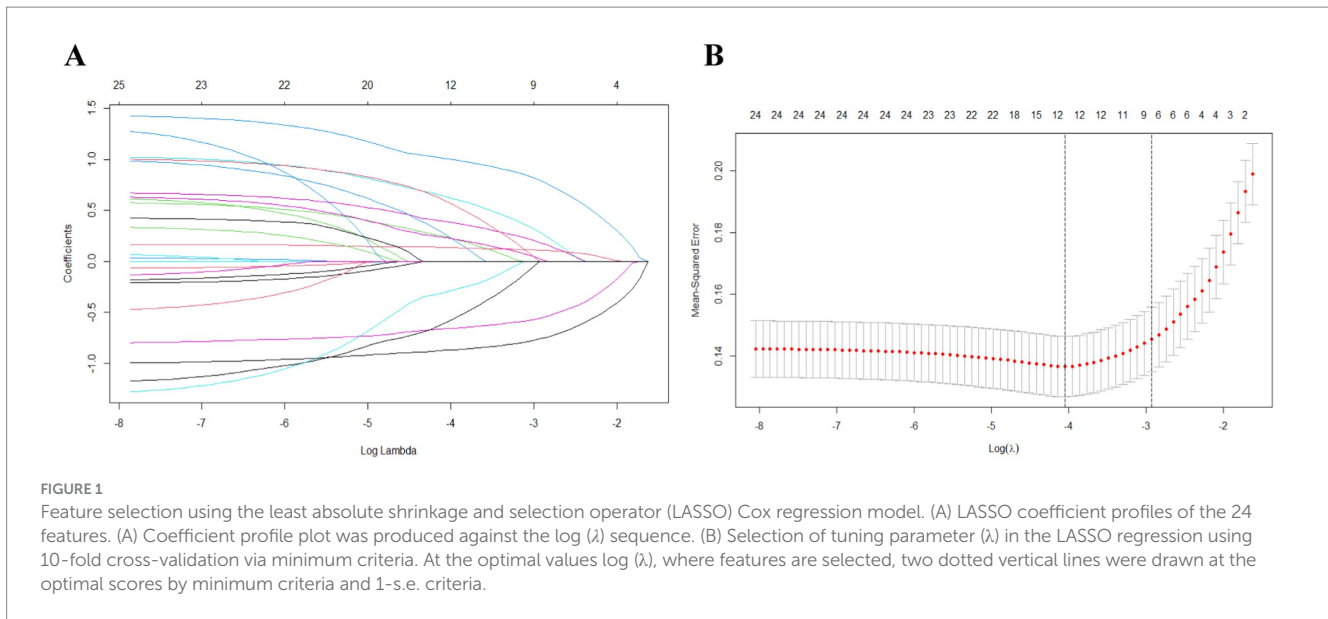 A
25 23 22 20 12 9 4
1.5
1.0
0.5
0.0
-0.5
-1.0
Coefficients
-8 -7 -6 -5 -4 -3 -2
Log Lambda
B
24 24 24 24 24 24 24 24 23 23 22 22 18 15 12 12 12 11 9 6 6 4 4 3 2
0.20
0.18
0.16
0.14
Mean-Squared Error
-8 -7 -6 -5 -4 -3 -2
Log(λ)
FIGURE 1
Feature selection using the least absolute shrinkage and selection operator (LASSO) Cox regression model. (A) LASSO coefficient profiles of the 24
features. (A) Coefficient profile plot was produced against the log (λ) sequence. (B) Selection of tuning parameter (λ) in the LASSO regression using
10-fold cross-validation via minimum criteria. At the optimal values log (λ), where features are selected, two dotted vertical lines were drawn at the
optimal scores by minimum criteria and 1-s.e. criteria.